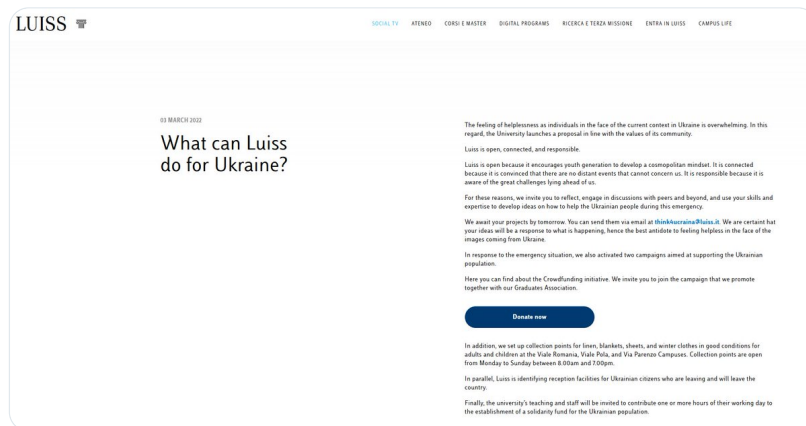 LUISS
SOCIAL TV ATENEO CORSI E MASTER DIGITAL PROGRAMS RICERCA E TERZA MISSIONE ENTRA IN LUISS CAMPUS LIFE
03 MARCH 2022
What can Luiss
do for Ukraine?
The feeling of helplessness as individuals in the face of the current context in Ukraine is overwhelming. In this
regard, the University launches a proposal in line with the values of its community.
Luiss is open, connected, and responsible.
Luiss is open because it encourages youth generation to develop a cosmopolitan mindset. It is connected
because it is convinced that there are no distant events that cannot concern us. It is responsible because it is
aware of the great challenges lying ahead of us.
For these reasons, we invite you to reflect, engage in discussions with peers and beyond, and use your skills and
expertise to develop ideas on how to help the Ukrainian people during this emergency.
We await your projects by tomorrow. You can send them via email at think4ucraina@luiss.it. We are certaint hat
your ideas will be a response to what is happening, hence the best antidote to feeling helpless in the face of the
images coming from Ukraine.
In response to the emergency situation, we also activated two campaigns aimed at supporting the Ukrainian
population.
Here you can find about the Crowdfunding initiative. We invite you to join the campaign that we promote
together with our Graduates Association.
Donate now
In addition, we set up collection points for linen, blankets, sheets, and winter clothes in good conditions for
adults and children at the Viale Romania, Viale Pola, and Via Parenzo Campuses. Collection points are open
from Monday to Sunday between 8.00am and 7.00pm.
In parallel, Luiss is identifying reception facilities for Ukrainian citizens who are leaving and will leave the
country.
Finally, the university's teaching and staff will be invited to contribute one or more hours of their working day to
the establishment of a solidarity fund for the Ukrainian population.